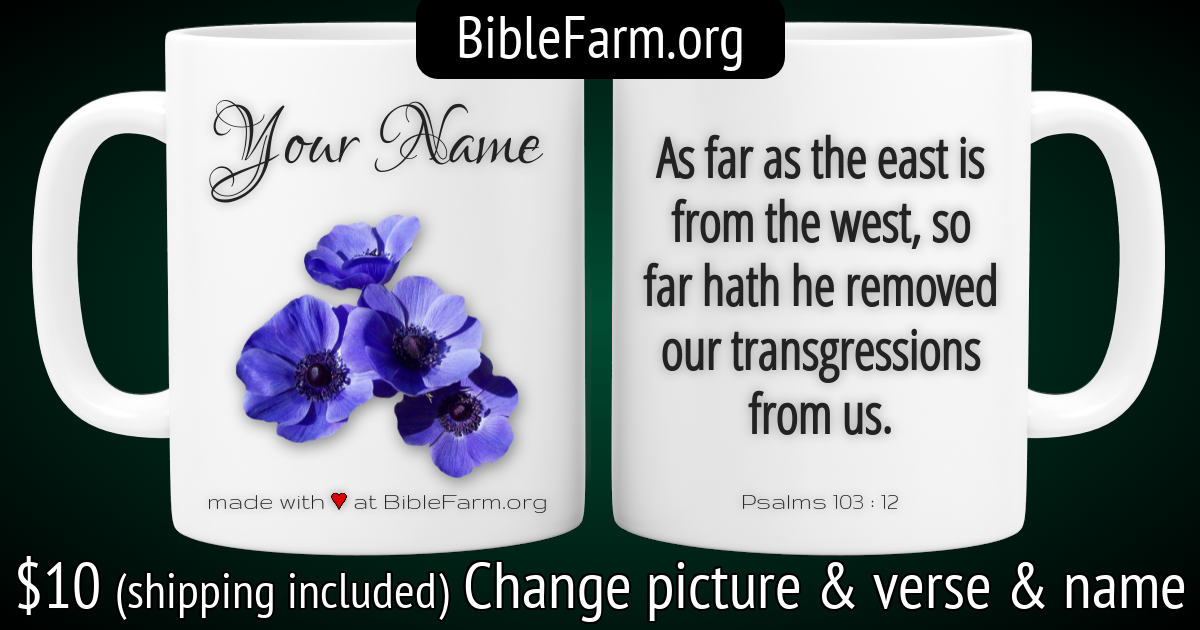 BibleFarm.org
Your Name
made with ♥ at BibleFarm.org
As far as the east is
from the west, so
far hath he removed
our transgressions
from us.
Psalms 103 : 12
$10 (shipping included) Change picture & verse & name